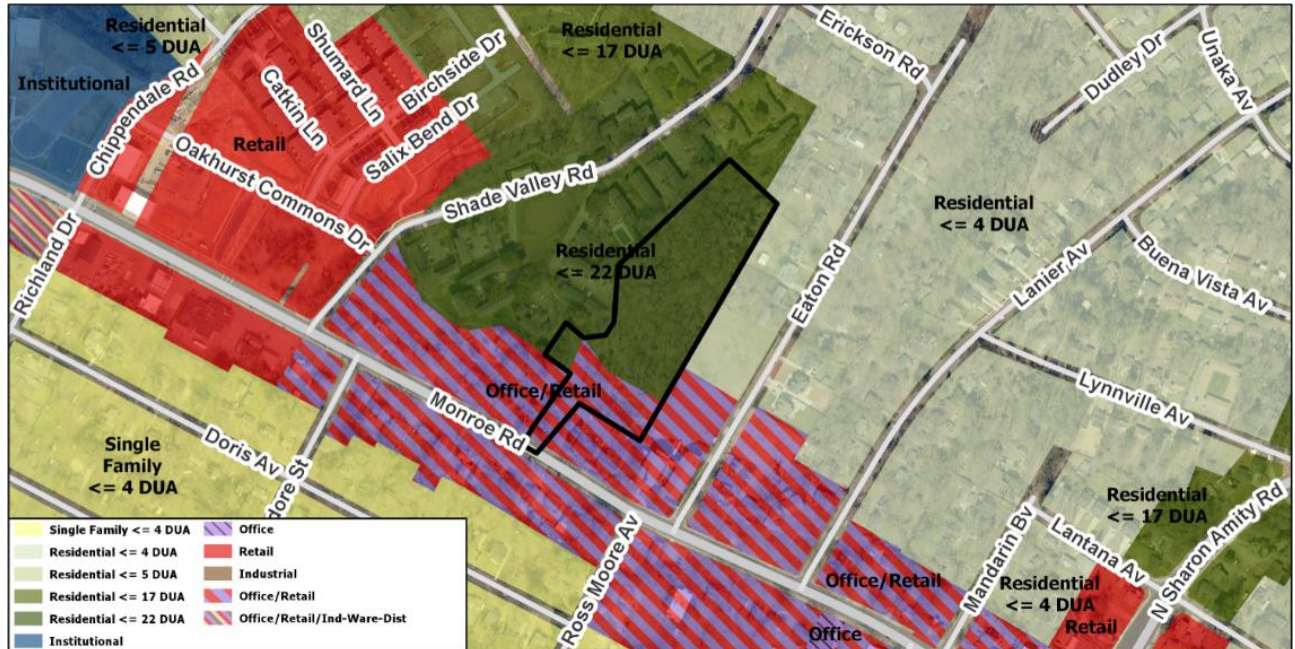 Residential
<= 5 DUA
Residential
<= 17 DUA
Institutional
Chippendale Rd
Shumard Ln
Catkin Ln
Birchside Dr
Salix Bend Dr
Retail
Oakhurst Commons Dr
Shade Valley Rd
Erickson Rd
Dudley Dr
Unaka Av
Residential
<= 4 DUA
Richland Dr
Residential
<= 22 DUA
Eaton Rd
Lanier Av
Buena Vista Av
Office/Retail
Monroe Rd
Lynnville Av
Single
Family
<= 4 DUA
Doris Av
dore St
Residential
<= 17 DUA
N Sharon Amity Rd
Lantana Av
Mandarin Bv
Ross Moore Av
Office/Retail
Residential
<= 4 DUA
Retail
Office
Single Family <= 4 DUA
Residential <= 4 DUA
Residential <= 5 DUA
Residential <= 17 DUA
Residential <= 22 DUA
Institutional
Office
Retail
Industrial
Office/Retail
Office/Retail/Ind-Ware-Dist